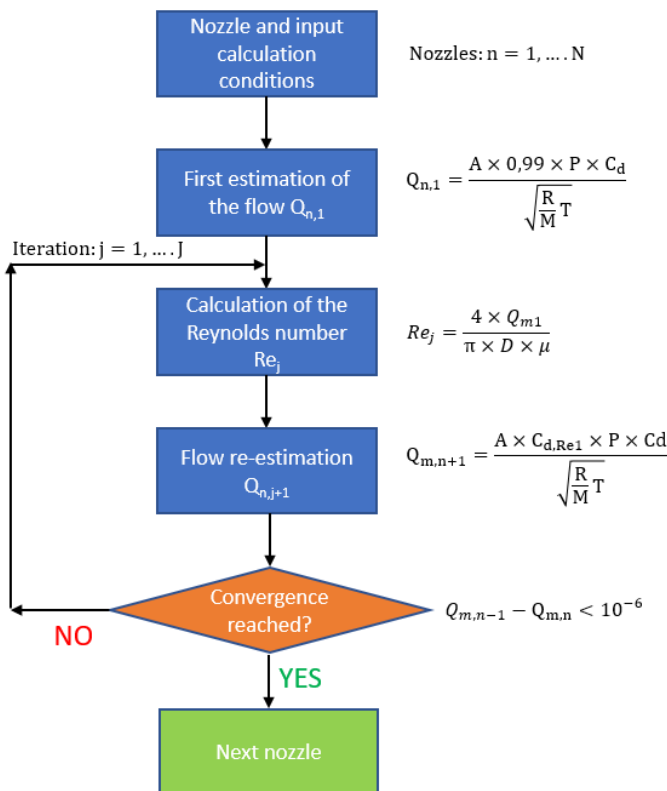 Nozzle and input
calculation
conditions
Nozzles: n = 1, … . N
First estimation of
the flow Qn,1
Qn,1 = A × 0,99 × P × Cd / √(R/M T)
Iteration: j = 1, … . J
Calculation of the
Reynolds number
Rej
Rej = 4 × Qm1 / π × D × μ
Flow re-estimation
Qn,j+1
Qm,n+1 = A × Cd,Re1 × P × Cd / √(R/M T)
Convergence
reached?
Qm,n−1 − Qm,n < 10⁻⁶
NO
YES
Next nozzle